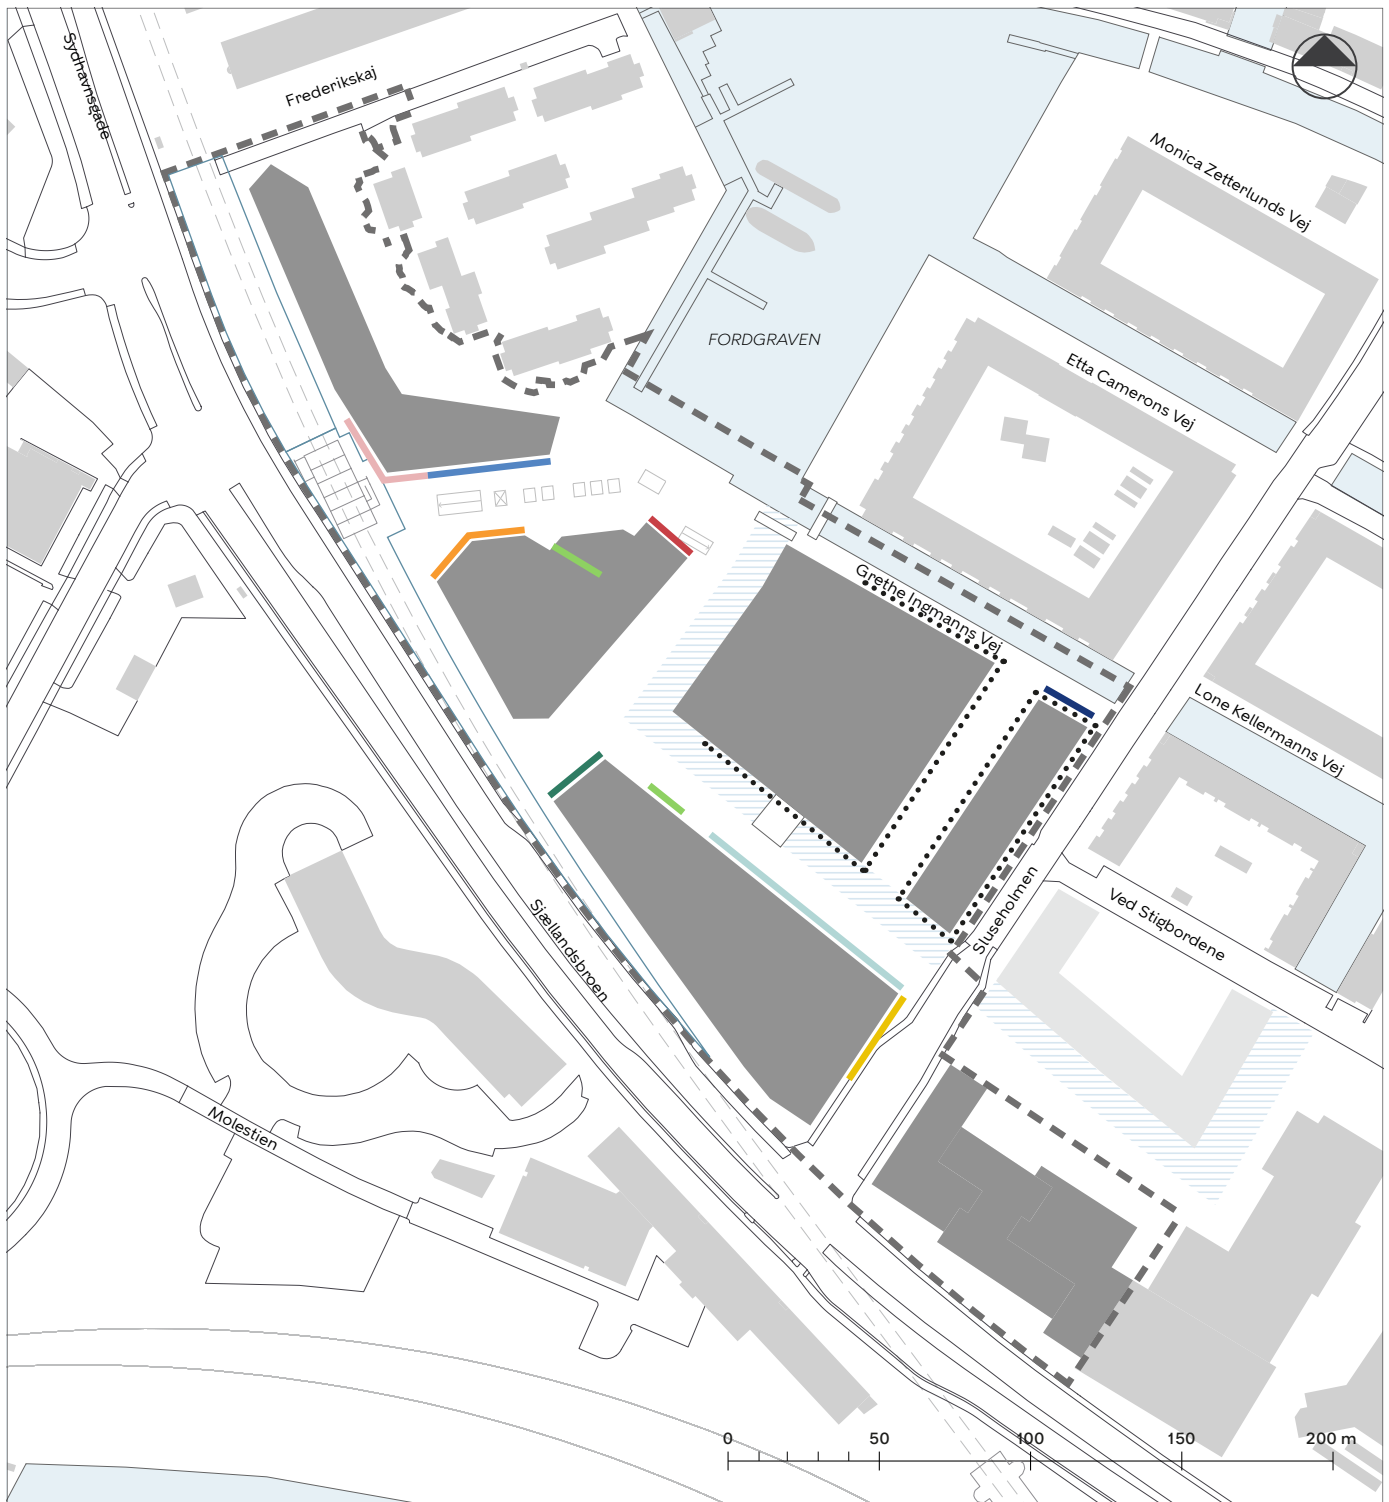 Sydhavnsgade
Frederikskaj
Monica Zetterlunds Vej
FORDGRAVEN
Etta Camerons Vej
Grethe Ingmanns Vej
Lone Kellermanns Vej
Sluseholmen
Ved Stigbordene
Sjællandsbroen
Molestien
0 50 100 150 200 m